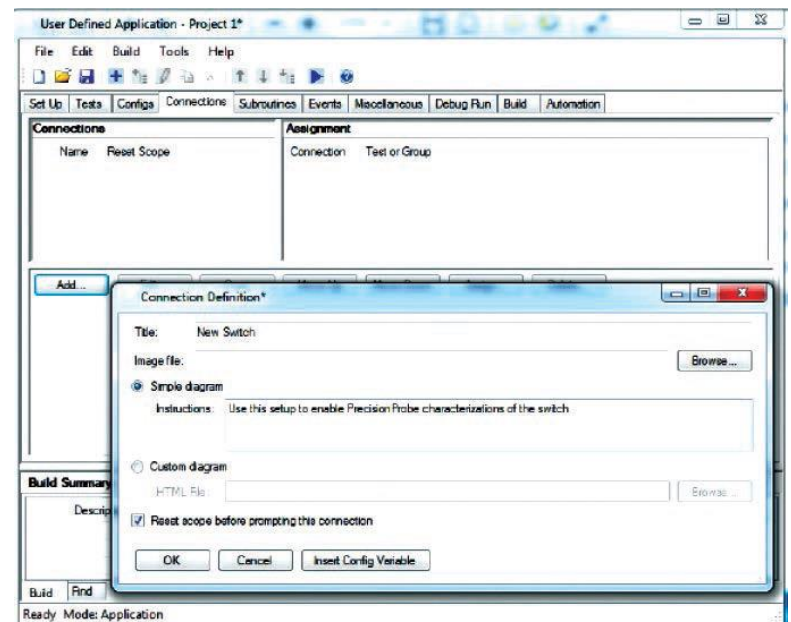 User Defined Application - Project 1*
File Edit Build Tools Help
Set Up Tests Configs Connections Subroutines Events Miscellaneous Debug Run Build Automation
Connections
Name Reset Scope
Assignment
Connection Test or Group
Add...
Connection Definition*
Title: New Switch
Image file: Browse...
Simple diagram
Instructions: Use this setup to enable Precision Probe characterizations of the switch
Custom diagram
HTML File: Browse...
Reset scope before prompting this connection
OK Cancel Insert Config Variable
Build Summary
Descrip
Build Find
Ready Mode: Application